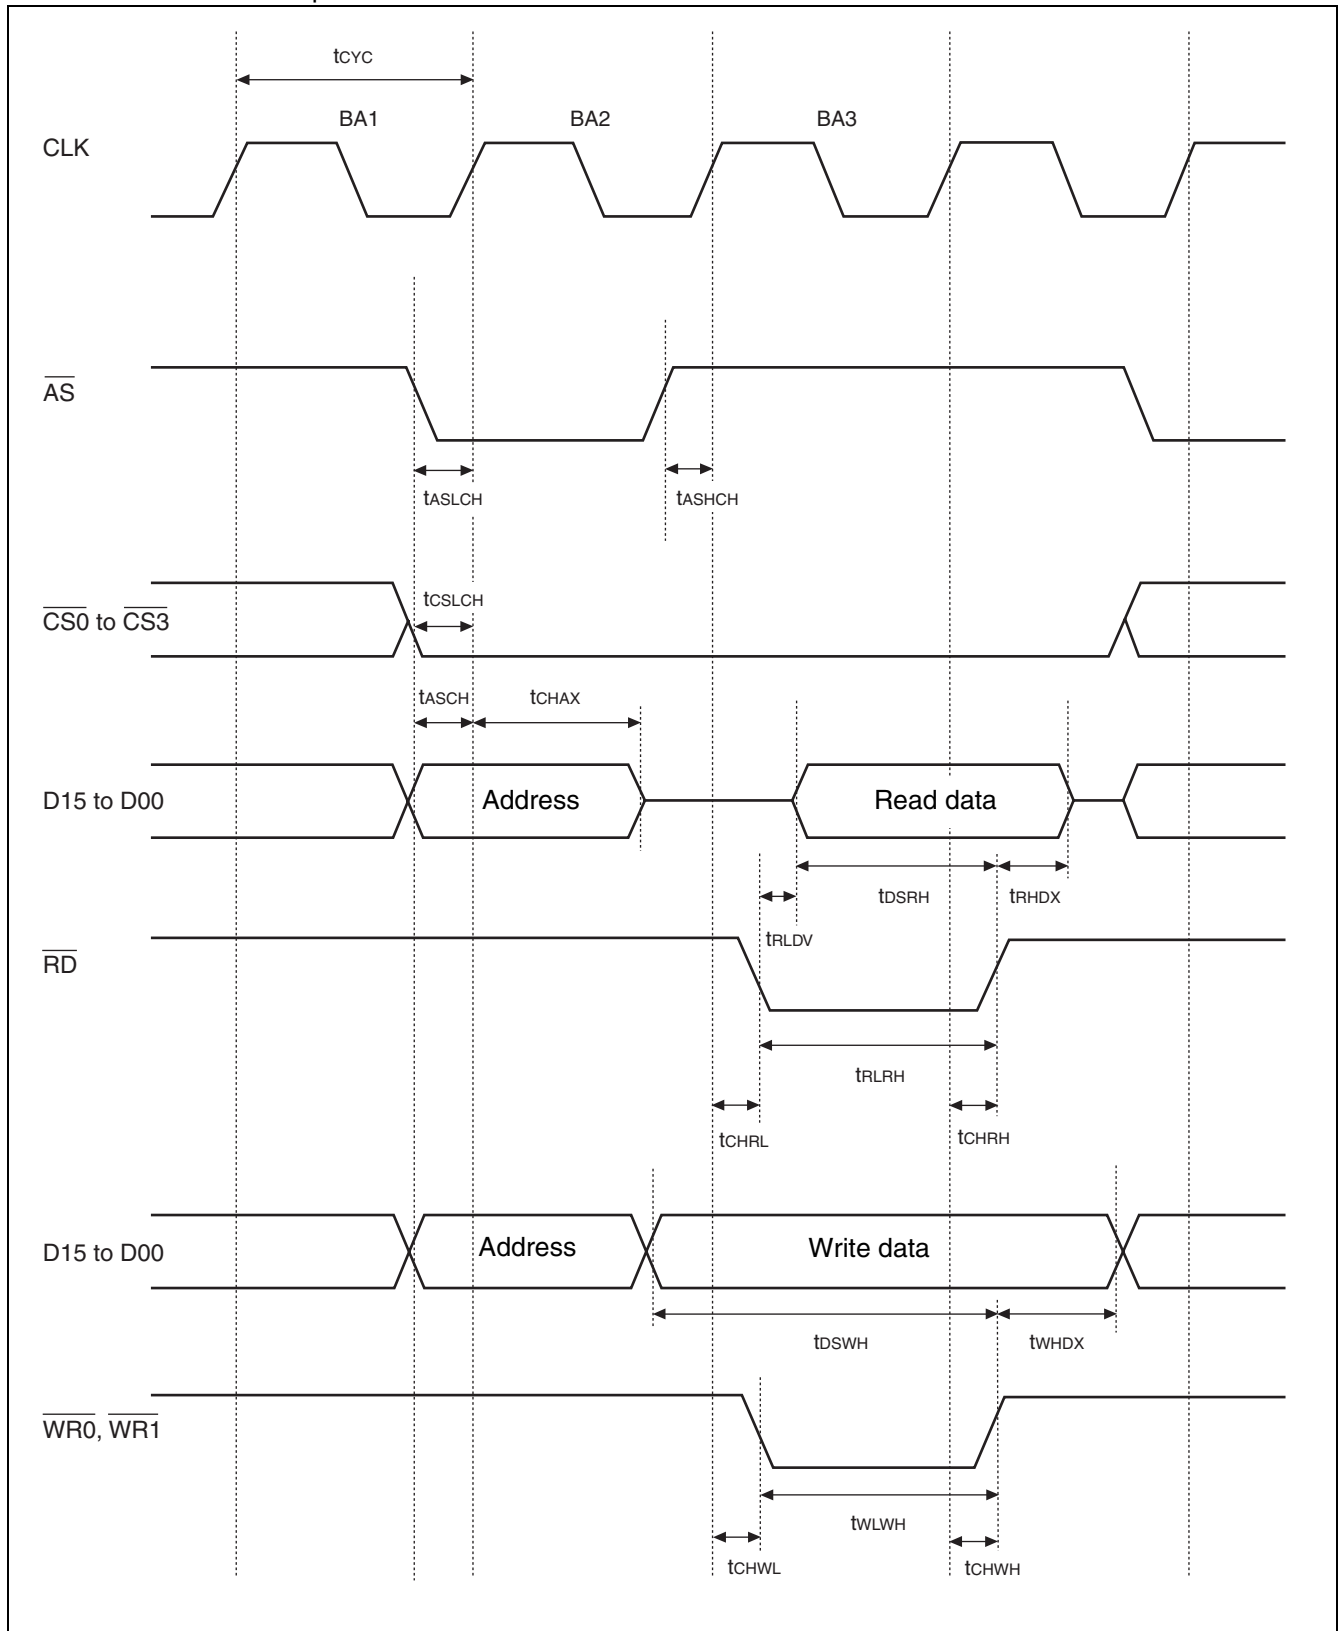 tCYC
BA1 BA2 BA3
CLK
AS
tASLCH tASHCH
tCSLCH
CS0 to CS3
tASCH tCHAX
D15 to D00 Address Read data
tDSRH tRHDX
tRLDV
RD
tRLRH
tCHRL tCHRH
D15 to D00 Address Write data
tDSWH tWHDX
WR0, WR1
tWLWH
tCHWL tCHWH